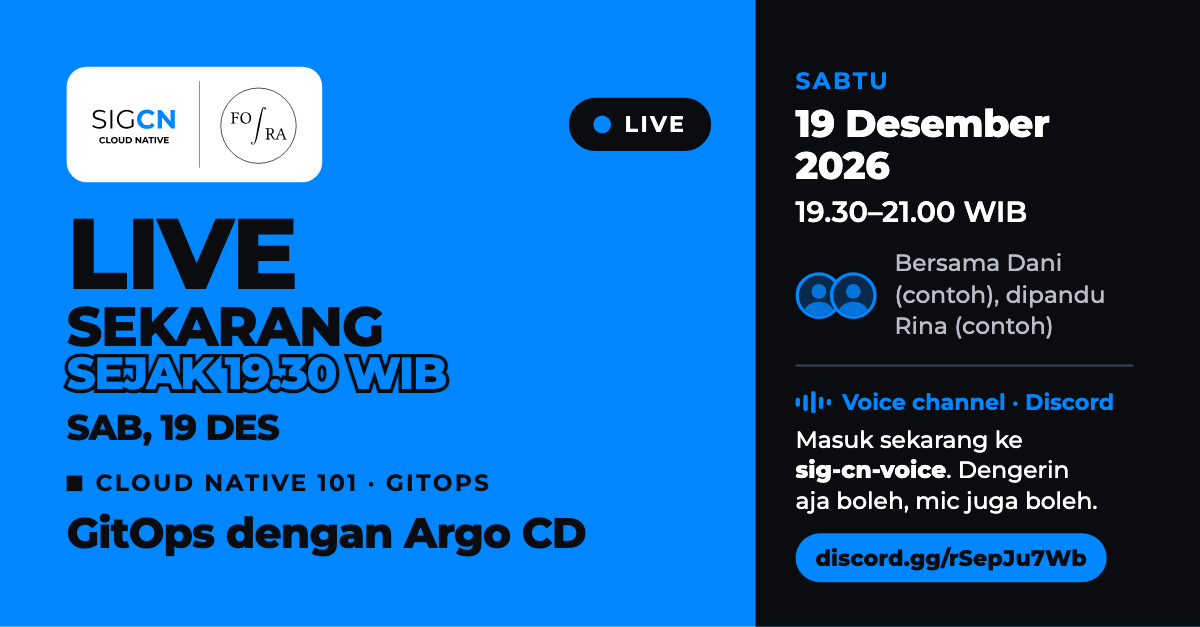 SIGCN
CLOUD NATIVE
FO RA
LIVE
LIVE
SEKARANG
SEJAK 19.30 WIB
SAB, 19 DES
CLOUD NATIVE 101 · GITOPS
GitOps dengan Argo CD
SABTU
19 Desember
2026
19.30–21.00 WIB
Bersama Dani
(contoh), dipandu
Rina (contoh)
Voice channel · Discord
Masuk sekarang ke
sig-cn-voice. Dengerin
aja boleh, mic juga boleh.
discord.gg/rSepJu7Wb